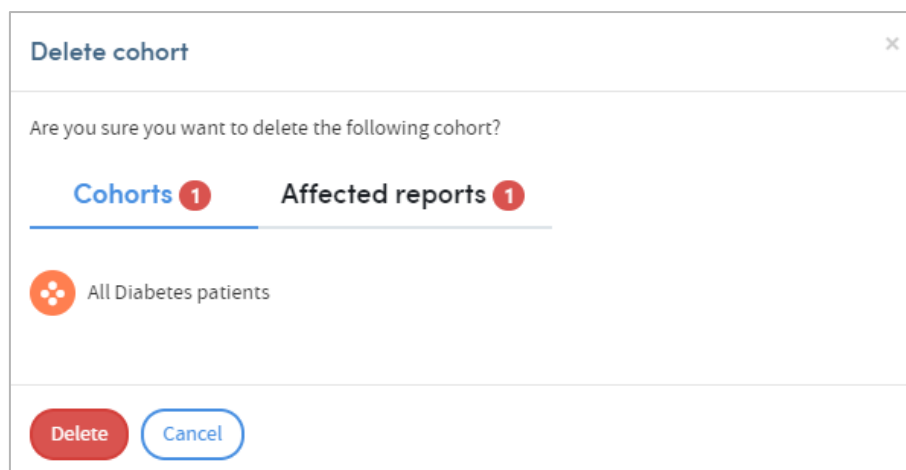 Delete cohort ×
Are you sure you want to delete the following cohort?
Cohorts 1 Affected reports 1
All Diabetes patients
Delete Cancel